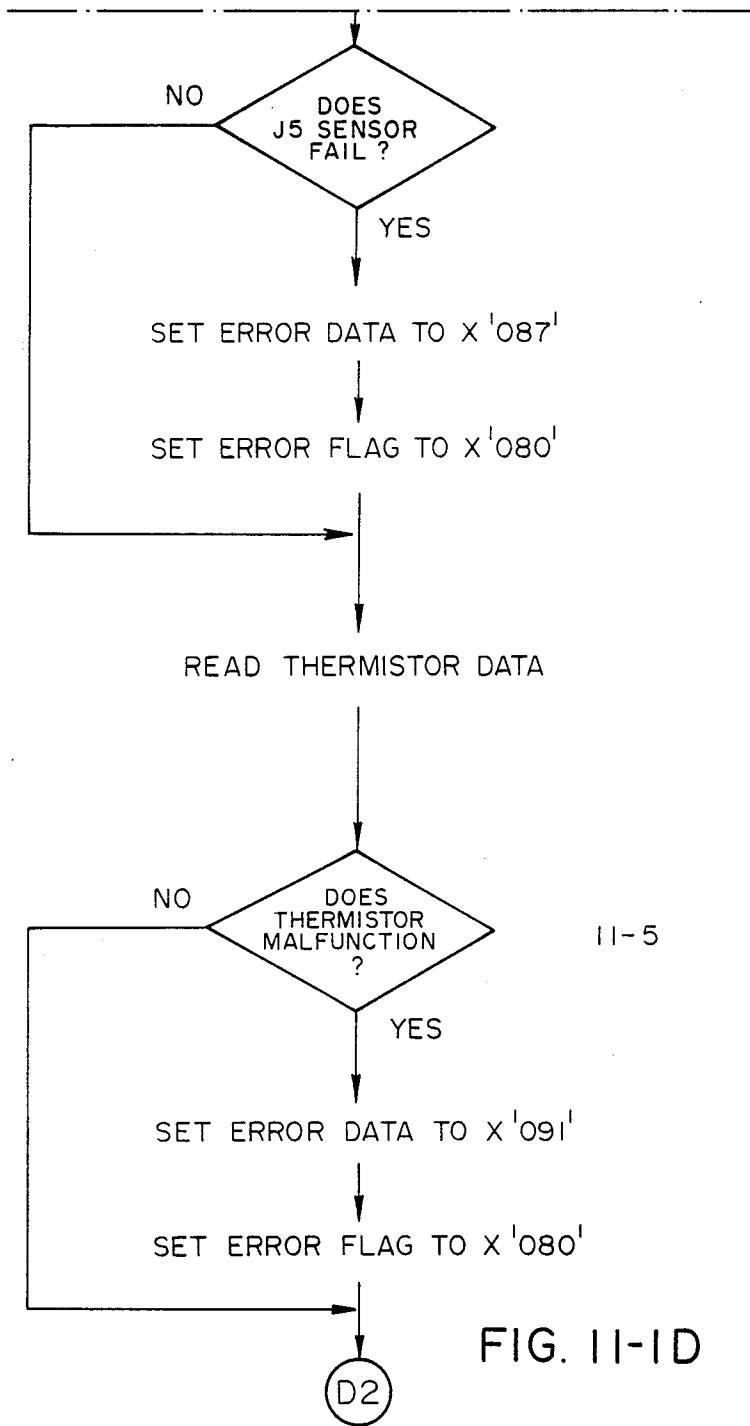 NO
DOES
J5 SENSOR
FAIL ?
YES
SET ERROR DATA TO X'087'
SET ERROR FLAG TO X'080'
READ THERMISTOR DATA
NO
DOES
THERMISTOR
MALFUNCTION
?
11-5
YES
SET ERROR DATA TO X'091'
SET ERROR FLAG TO X'080'
FIG. 11-1D
D2